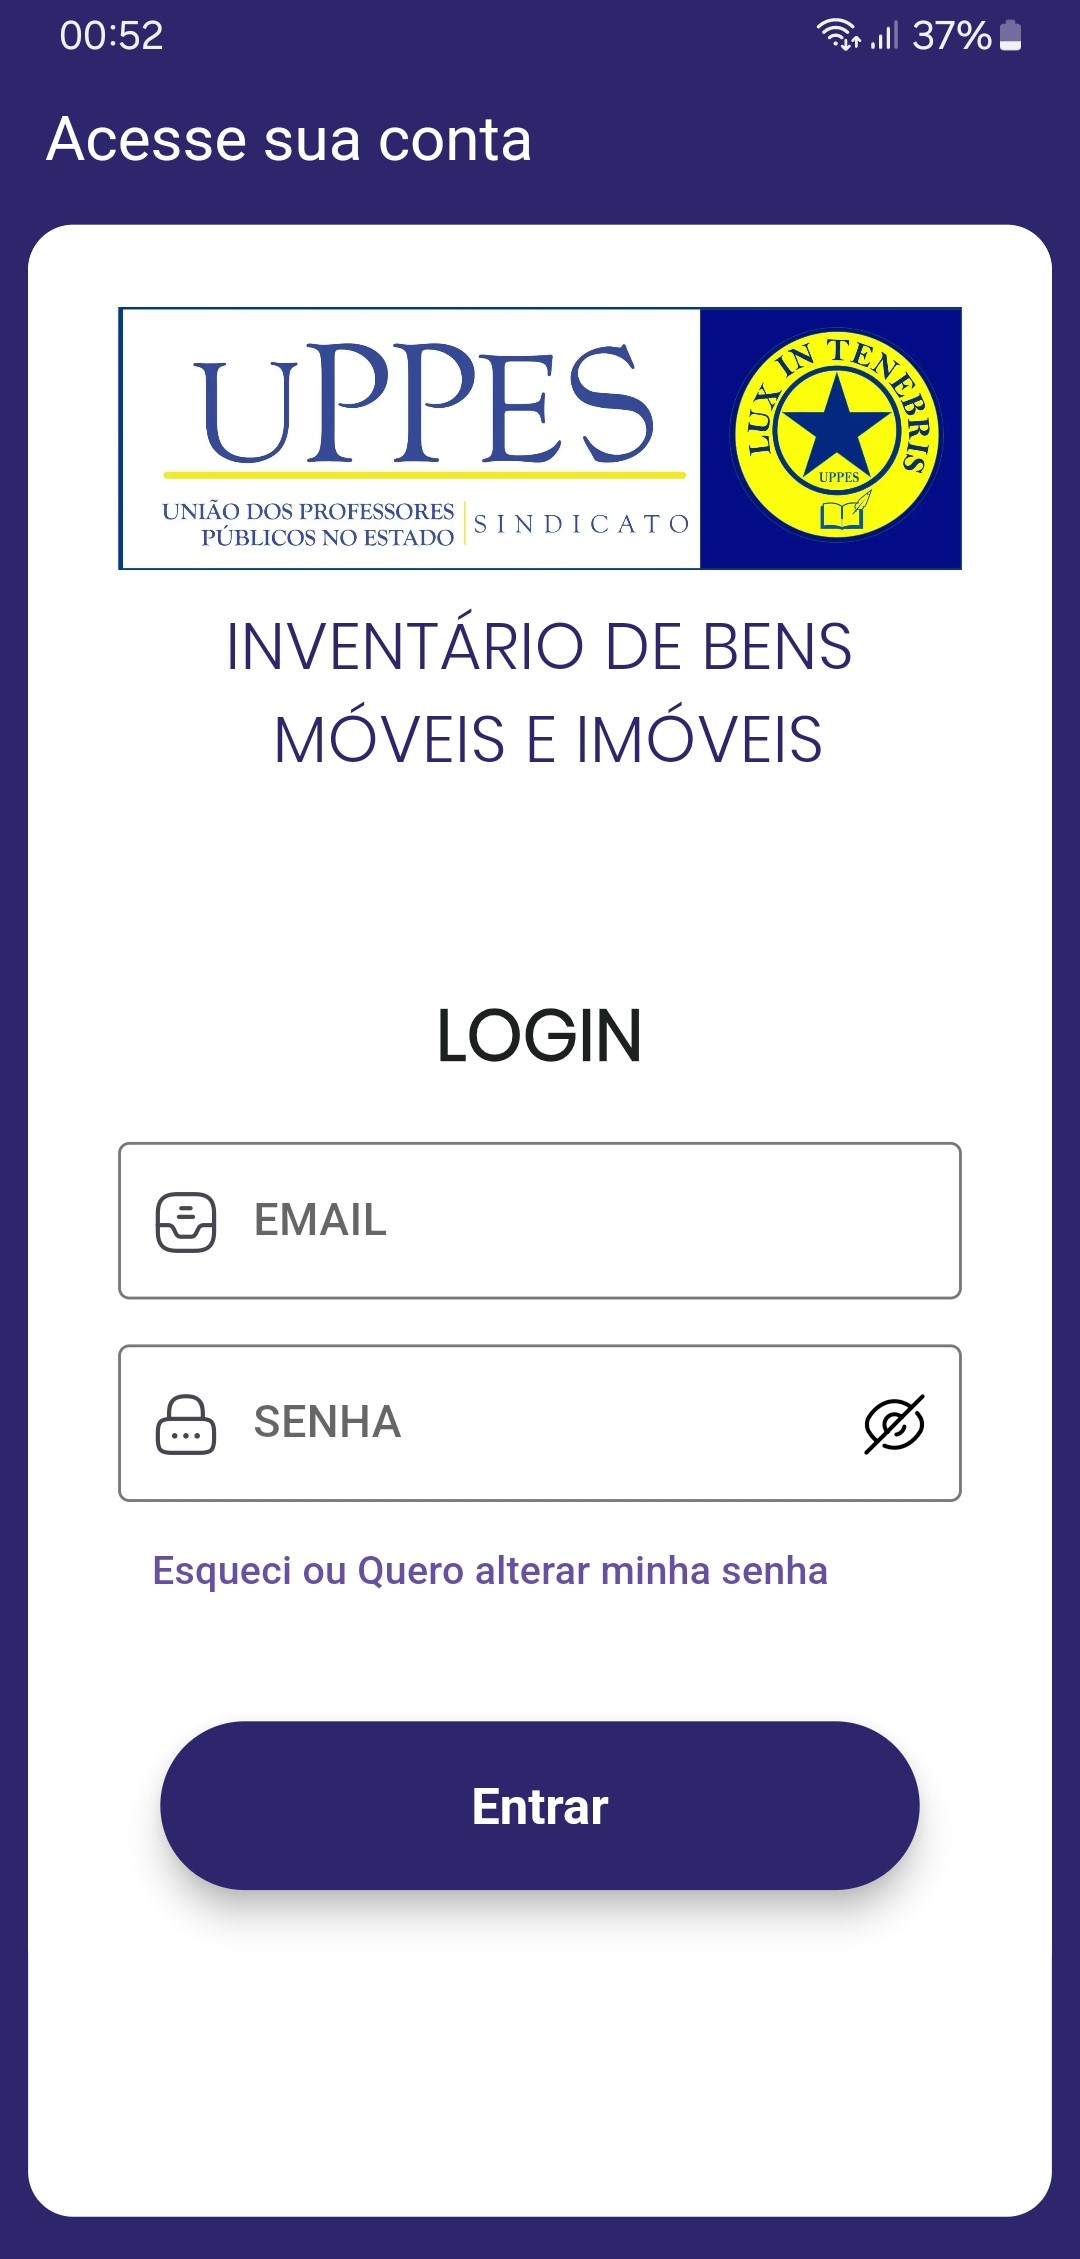 00:52
37%
Acesse sua conta
UPPES
UNIÃO DOS PROFESSORES
PÚBLICOS NO ESTADO
SINDICATO
LUX IN TENEBRIS
UPPES
INVENTÁRIO DE BENS
MÓVEIS E IMÓVEIS
LOGIN
EMAIL
SENHA
Esqueci ou Quero alterar minha senha
Entrar